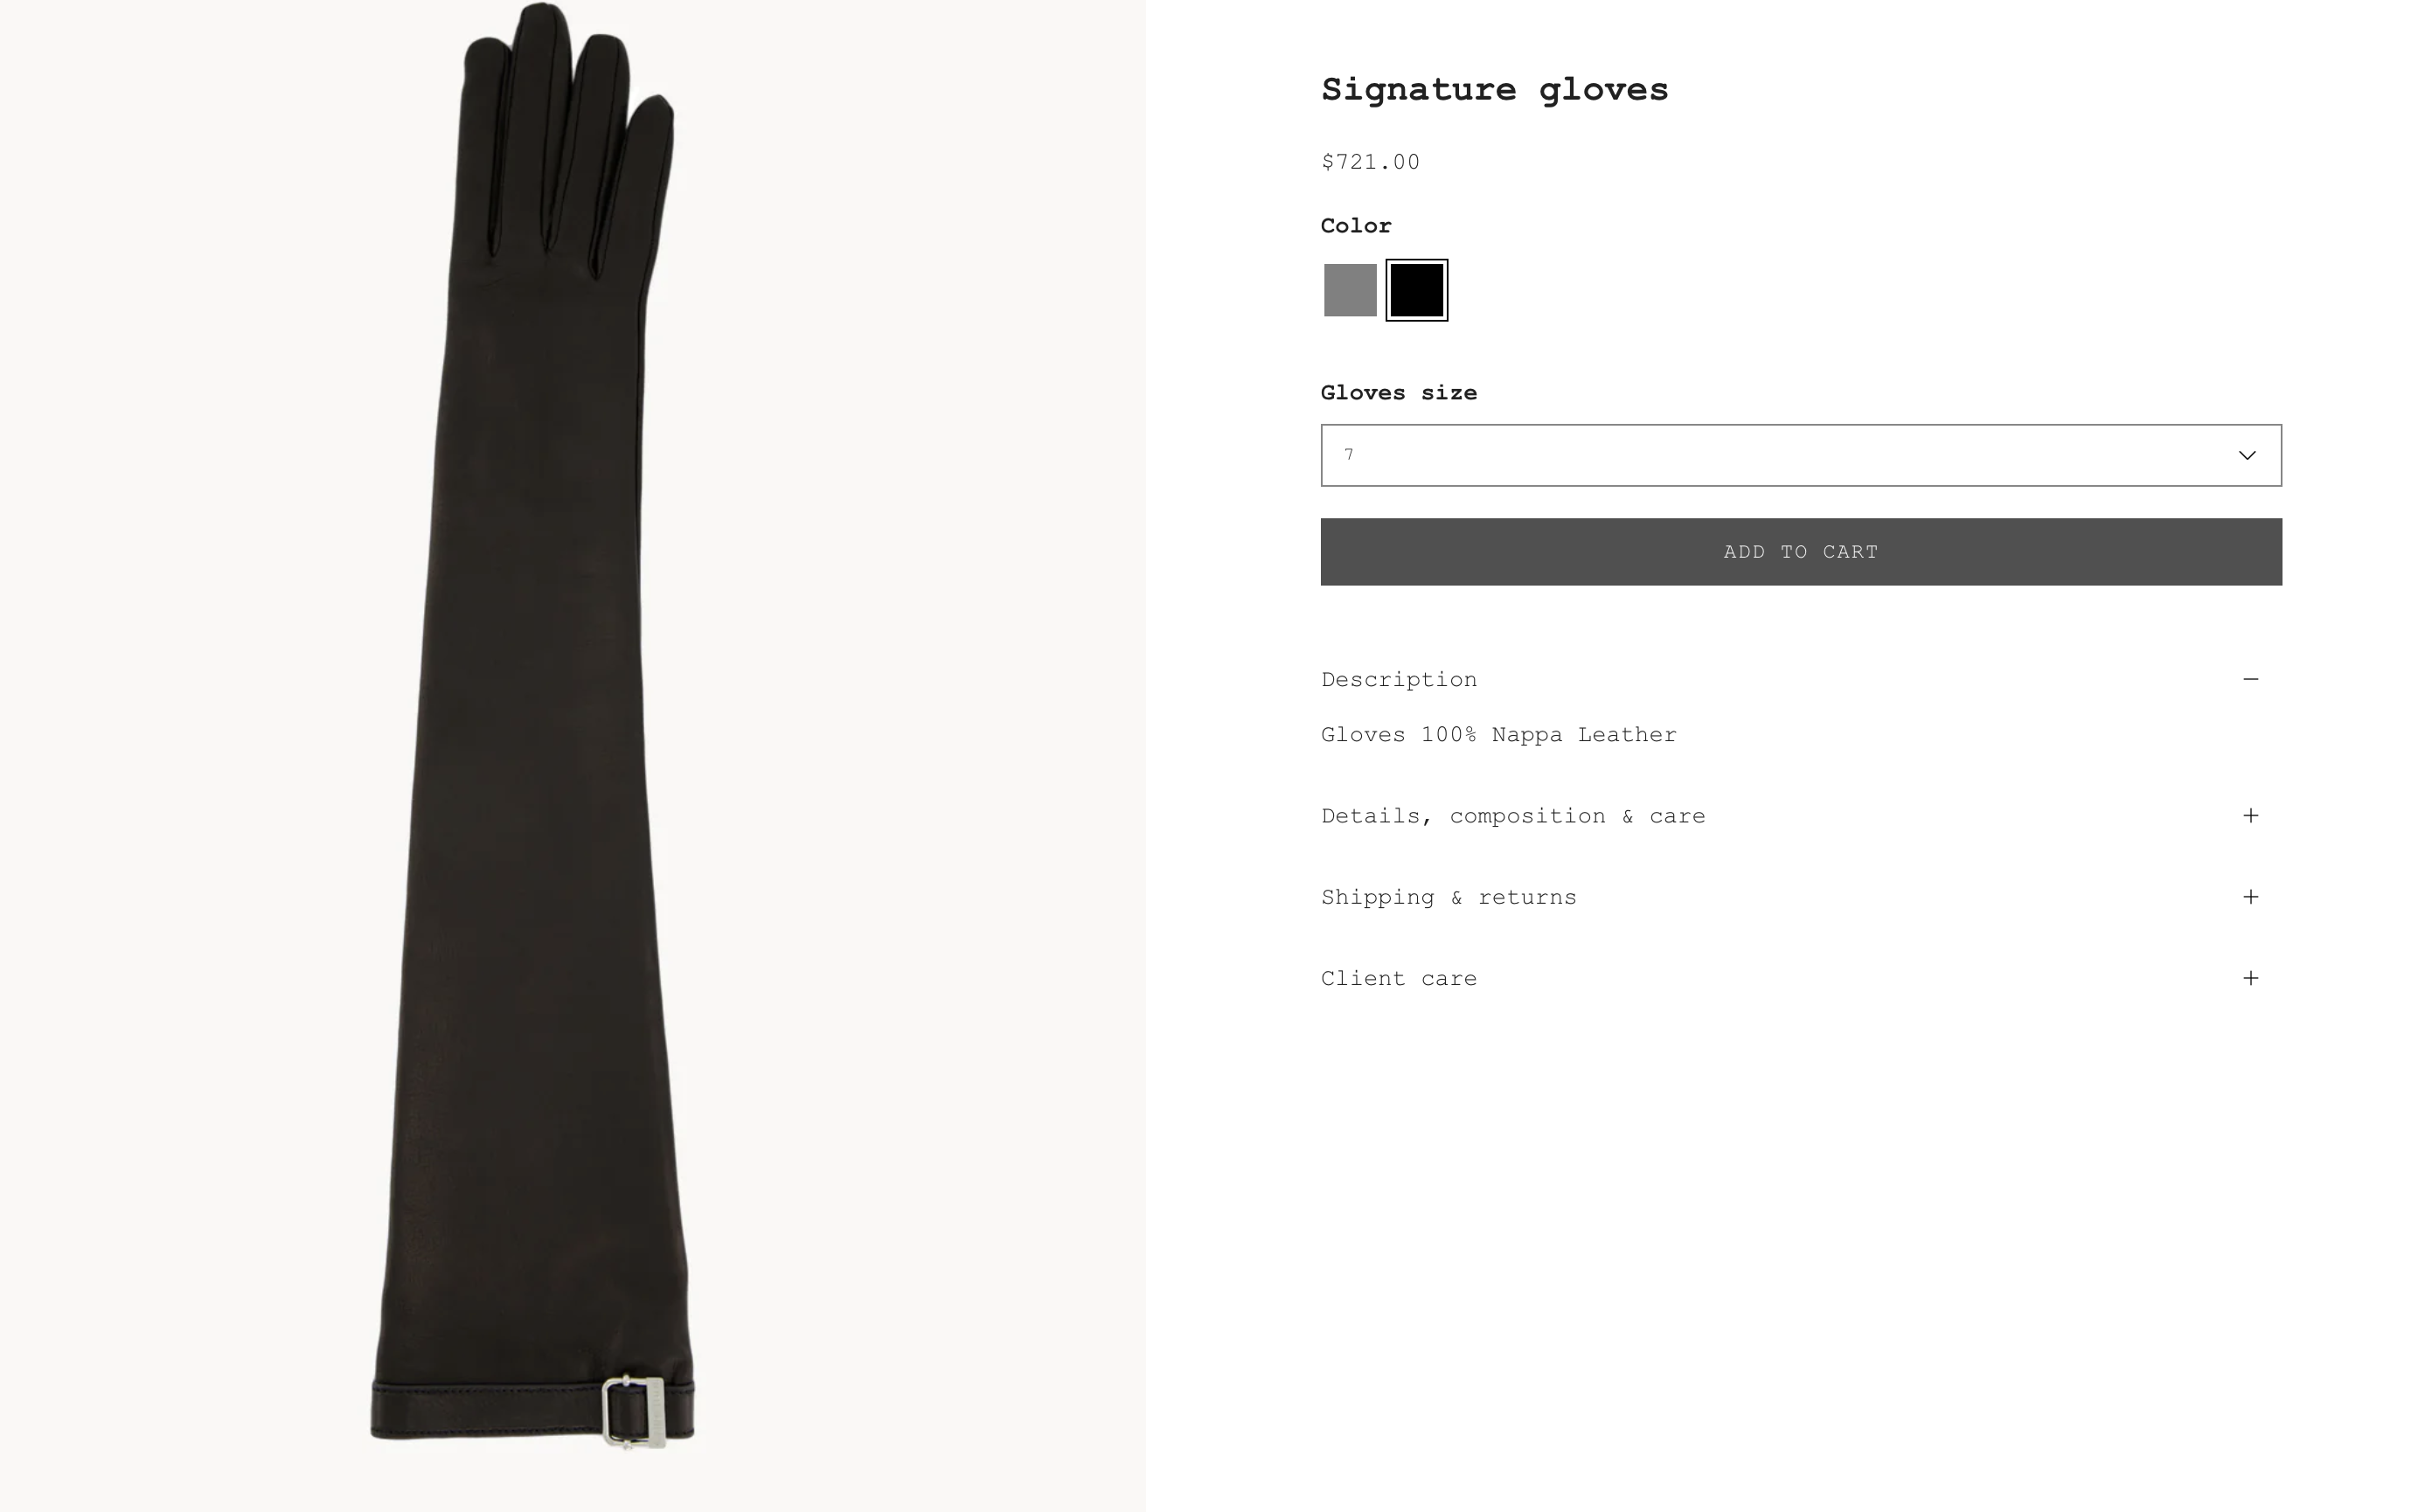 Signature gloves
$721.00
Color
Gloves size
7
ADD TO CART
Description
Gloves 100% Nappa Leather
Details, composition & care
Shipping & returns
Client care